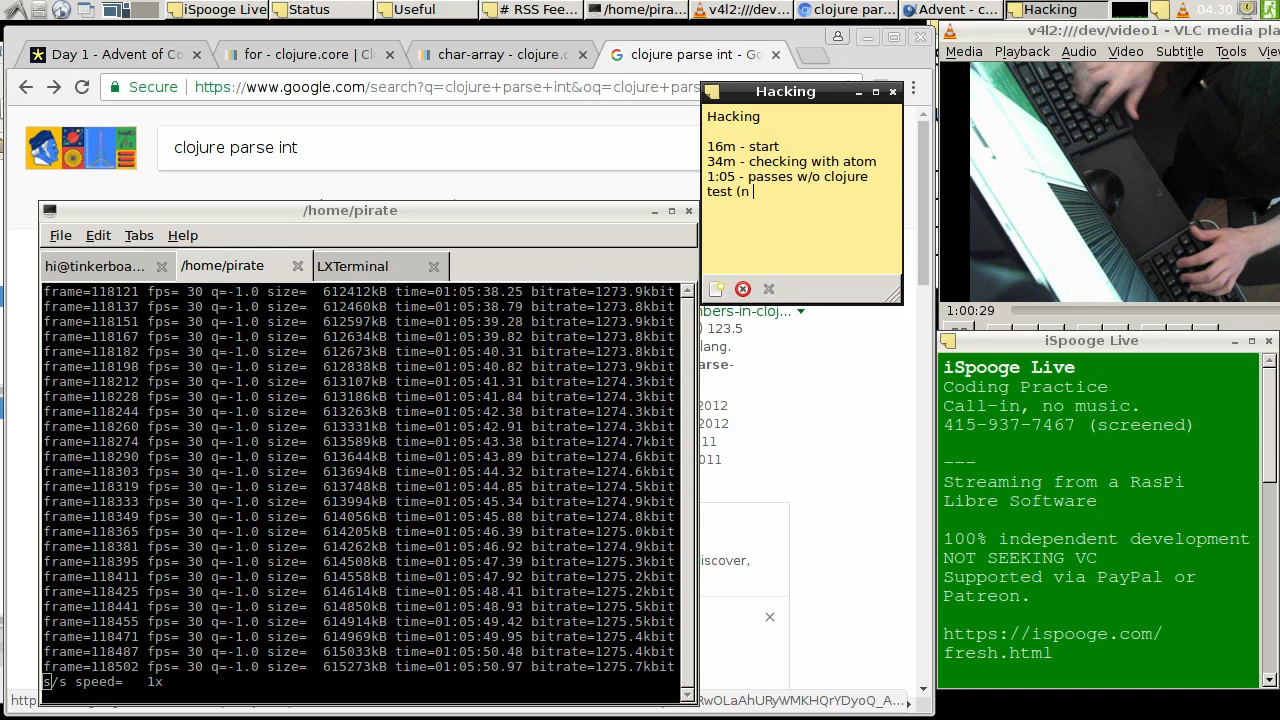 iSpooge Live
Status
Useful
# RSS Fee...
/home/pira...
v4l2:///dev...
clojure par...
Advent - c...
Hacking
04.30
Day 1 - Advent of Co
clojure.core | Cl
char-array - clojure.c
clojure parse int - Go
Secure
https://www.google.com/search?q=clojure+parse+int&oq=clojure+pars
clojure parse int
Hacking
Hacking
16m - start
34m - checking with atom
1:05 - passes w/o clojure
test (n
/home/pirate
File Edit Tabs Help
hi@tinkerboa...
/home/pirate
LXTerminal
frame=118121 fps= 30 q=-1.0 size=  612412kB time=01:05:38.25 bitrate=1273.9kbit
frame=118137 fps= 30 q=-1.0 size=  612460kB time=01:05:38.79 bitrate=1273.8kbit
frame=118151 fps= 30 q=-1.0 size=  612597kB time=01:05:39.28 bitrate=1273.9kbit
frame=118167 fps= 30 q=-1.0 size=  612634kB time=01:05:39.82 bitrate=1273.8kbit
frame=118182 fps= 30 q=-1.0 size=  612673kB time=01:05:40.31 bitrate=1273.8kbit
frame=118198 fps= 30 q=-1.0 size=  612838kB time=01:05:40.82 bitrate=1273.8kbit
frame=118212 fps= 30 q=-1.0 size=  613107kB time=01:05:41.31 bitrate=1274.3kbit
frame=118228 fps= 30 q=-1.0 size=  613185kB time=01:05:41.84 bitrate=1274.3kbit
frame=118244 fps= 30 q=-1.0 size=  613263kB time=01:05:42.38 bitrate=1274.3kbit
frame=118260 fps= 30 q=-1.0 size=  613331kB time=01:05:42.91 bitrate=1274.3kbit
frame=118274 fps= 30 q=-1.0 size=  613589kB time=01:05:43.38 bitrate=1274.7kbit
frame=118290 fps= 30 q=-1.0 size=  613644kB time=01:05:43.89 bitrate=1274.6kbit
frame=118303 fps= 30 q=-1.0 size=  613694kB time=01:05:44.32 bitrate=1274.6kbit
frame=118319 fps= 30 q=-1.0 size=  613748kB time=01:05:44.85 bitrate=1274.5kbit
frame=118333 fps= 30 q=-1.0 size=  613994kB time=01:05:45.34 bitrate=1274.9kbit
frame=118349 fps= 30 q=-1.0 size=  614056kB time=01:05:45.88 bitrate=1274.8kbit
frame=118365 fps= 30 q=-1.0 size=  614205kB time=01:05:46.39 bitrate=1275.0kbit
frame=118381 fps= 30 q=-1.0 size=  614262kB time=01:05:46.92 bitrate=1274.9kbit
frame=118395 fps= 30 q=-1.0 size=  614508kB time=01:05:47.39 bitrate=1275.3kbit
frame=118411 fps= 30 q=-1.0 size=  614558kB time=01:05:47.92 bitrate=1275.2kbit
frame=118425 fps= 30 q=-1.0 size=  614614kB time=01:05:48.41 bitrate=1275.2kbit
frame=118441 fps= 30 q=-1.0 size=  614850kB time=01:05:48.93 bitrate=1275.5kbit
frame=118455 fps= 30 q=-1.0 size=  614914kB time=01:05:49.42 bitrate=1275.5kbit
frame=118471 fps= 30 q=-1.0 size=  614969kB time=01:05:49.95 bitrate=1275.4kbit
frame=118487 fps= 30 q=-1.0 size=  615033kB time=01:05:50.48 bitrate=1275.4kbit
frame=118502 fps= 30 q=-1.0 size=  615273kB time=01:05:50.97 bitrate=1275.7kbit
s/s speed=   1x
mbers-in-cloj...
) 123.5
lang.
arse-
2012
2012
11
011
iscover,
RwOLaAhURyWMKHQrYDyoQ_A...
v4l2:///dev/video1 - VLC media pla
Media Playback Audio Video Subtitle Tools Vie
1:00:29
iSpooge Live
iSpooge Live
Coding Practice
Call-in, no music.
415-937-7467 (screened)
---
Streaming from a RasPi
Libre Software
100% independent development
NOT SEEKING VC
Supported via PayPal or
Patreon.
https://ispooge.com/
fresh.html